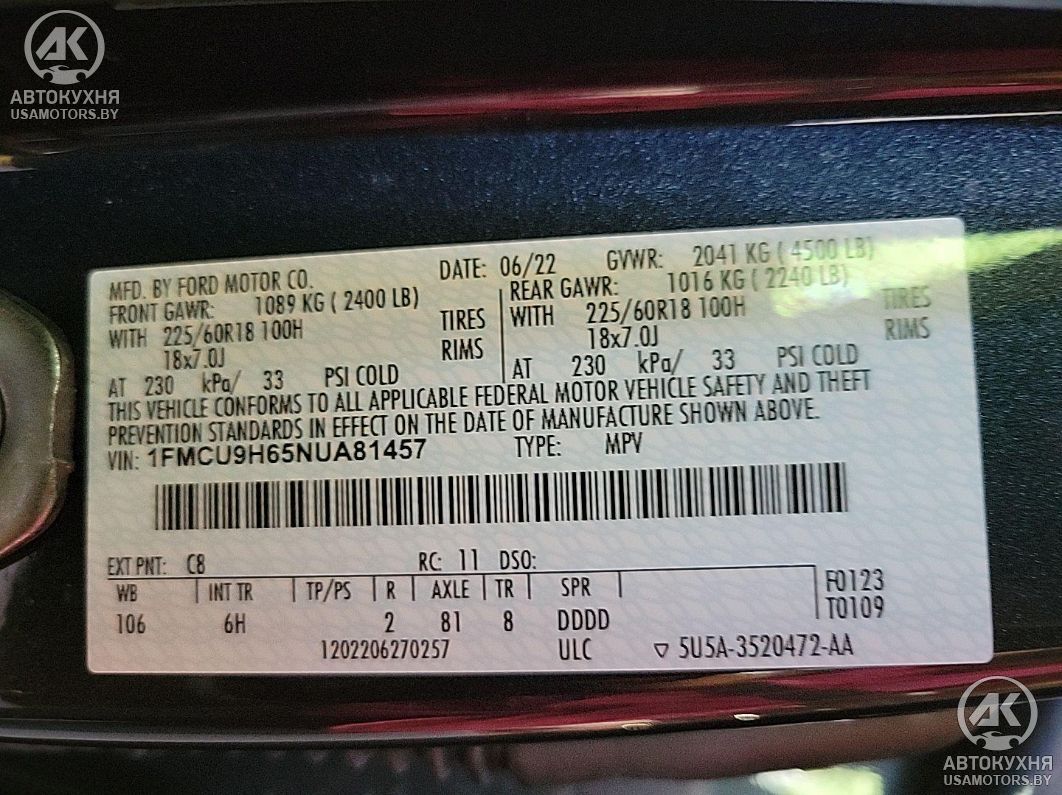 AK
АВТОКУХНЯ
USAMOTORS.BY
MFD. BY FORD MOTOR CO. DATE: 06/22 GVWR: 2041 KG ( 4500 LB)
FRONT GAWR: 1089 KG ( 2400 LB) REAR GAWR: 1016 KG ( 2240 LB)
WITH 225/60R18 100H TIRES WITH 225/60R18 100H TIRES
18x7.0J RIMS 18x7.0J RIMS
AT 230 kPa/ 33 PSI COLD AT 230 kPa/ 33 PSI COLD
THIS VEHICLE CONFORMS TO ALL APPLICABLE FEDERAL MOTOR VEHICLE SAFETY AND THEFT
PREVENTION STANDARDS IN EFFECT ON THE DATE OF MANUFACTURE SHOWN ABOVE.
VIN: 1FMCU9H65NUA81457 TYPE: MPV
EXT PNT: C8 RC: 11 DSO:
WB INT TR TP/PS R AXLE TR SPR F0123
106 6H 2 81 8 DDDD T0109
1202206270257 ULC ▽ 5U5A-3520472-AA
AK
АВТОКУХНЯ
USAMOTORS.BY